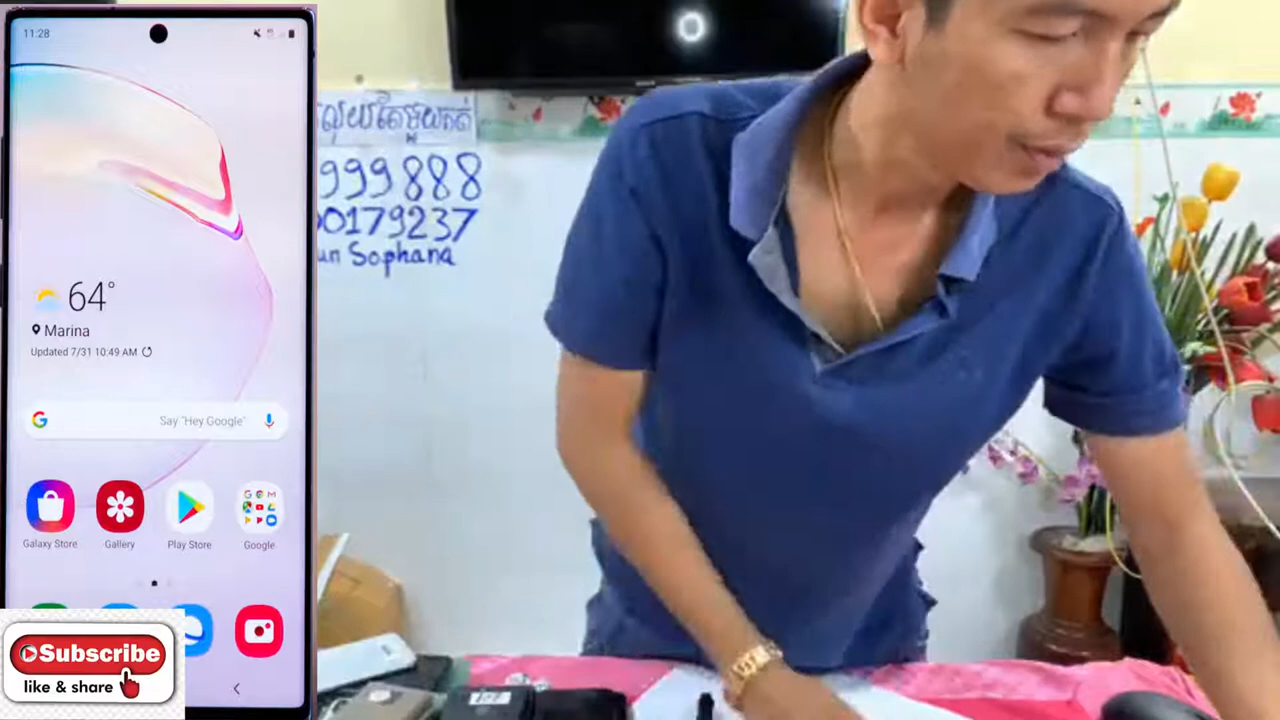 11:28
64°
Marina
Updated 7/31 10:49 AM
Say "Hey Google"
Galaxy Store
Gallery
Play Store
Google
Subscribe
like & share
999888
0179237
un Sophana